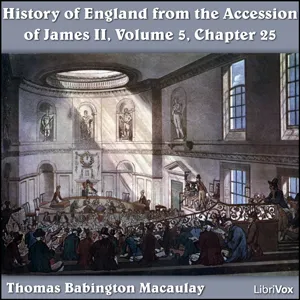 History of England from the Accession
of James II, Volume 5, Chapter 25
Thomas Babington Macaulay
LibriVox